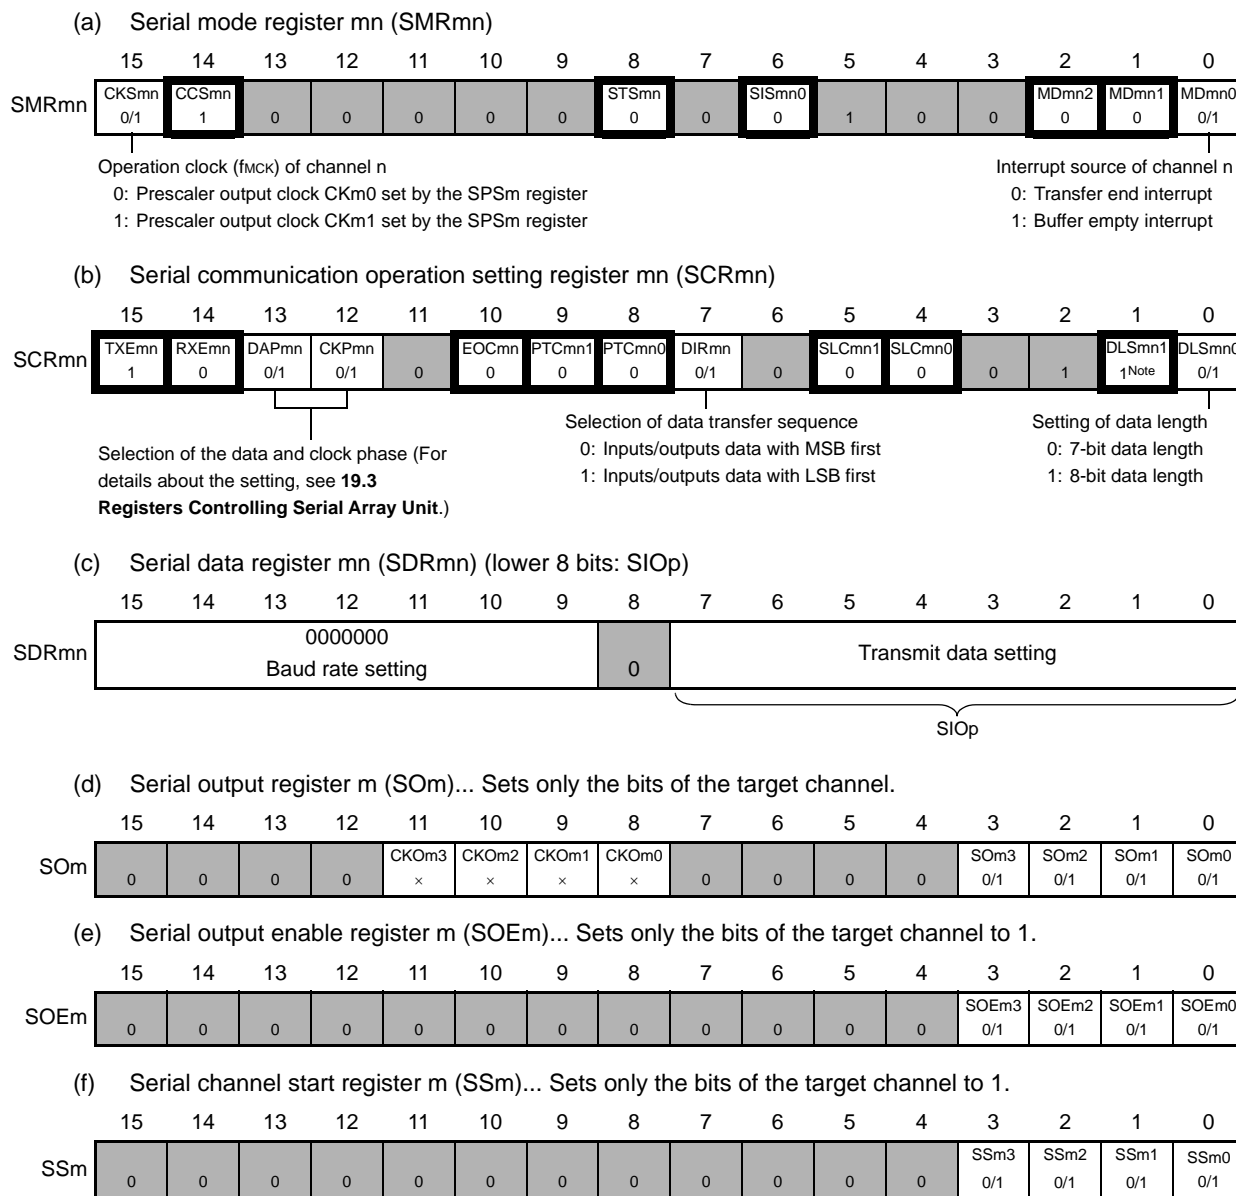 (a) Serial mode register mn (SMRmn)
15 14 13 12 11 10 9 8 7 6 5 4 3 2 1 0
SMRmn CKSmn CCSmn STSmn SISmn0 MDmn2 MDmn1 MDmn0
0/1 1 0 0 0 0 0 0 0 0 1 0 0 0 0 0/1
Operation clock (fMCK) of channel n
0: Prescaler output clock CKm0 set by the SPSm register
1: Prescaler output clock CKm1 set by the SPSm register
Interrupt source of channel n
0: Transfer end interrupt
1: Buffer empty interrupt
(b) Serial communication operation setting register mn (SCRmn)
15 14 13 12 11 10 9 8 7 6 5 4 3 2 1 0
SCRmn TXEmn RXEmn DAPmn CKPmn EOCmn PTCmn1 PTCmn0 DIRmn SLCmn1 SLCmn0 DLSmn1 DLSmn0
1 0 0/1 0/1 0 0 0 0 0/1 0 0 0 0 1 1Note 0/1
Selection of the data and clock phase (For
details about the setting, see 19.3
Registers Controlling Serial Array Unit.)
Selection of data transfer sequence
0: Inputs/outputs data with MSB first
1: Inputs/outputs data with LSB first
Setting of data length
0: 7-bit data length
1: 8-bit data length
(c) Serial data register mn (SDRmn) (lower 8 bits: SIOp)
15 14 13 12 11 10 9 8 7 6 5 4 3 2 1 0
SDRmn
0000000
Baud rate setting
0
Transmit data setting
SIOp
(d) Serial output register m (SOm)... Sets only the bits of the target channel.
15 14 13 12 11 10 9 8 7 6 5 4 3 2 1 0
SOm CKOm3 CKOm2 CKOm1 CKOm0 SOm3 SOm2 SOm1 SOm0
0 0 0 0 × × × × 0 0 0 0 0/1 0/1 0/1 0/1
(e) Serial output enable register m (SOEm)... Sets only the bits of the target channel to 1.
15 14 13 12 11 10 9 8 7 6 5 4 3 2 1 0
SOEm SOEm3 SOEm2 SOEm1 SOEm0
0 0 0 0 0 0 0 0 0 0 0 0 0/1 0/1 0/1 0/1
(f) Serial channel start register m (SSm)... Sets only the bits of the target channel to 1.
15 14 13 12 11 10 9 8 7 6 5 4 3 2 1 0
SSm SSm3 SSm2 SSm1 SSm0
0 0 0 0 0 0 0 0 0 0 0 0 0/1 0/1 0/1 0/1